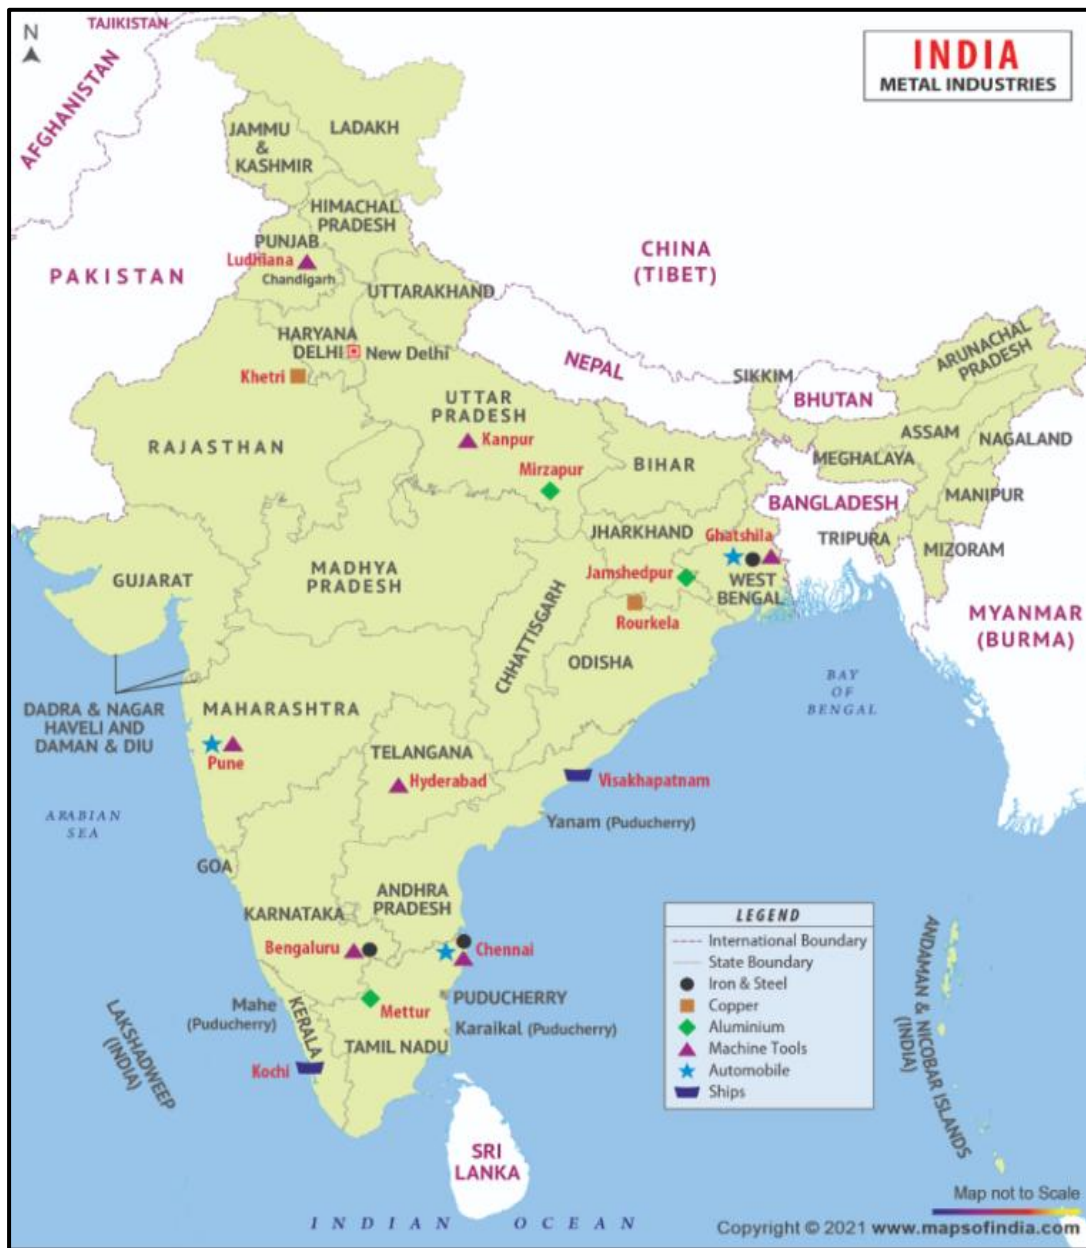 TAJIKISTAN
N
INDIA
METAL INDUSTRIES
AFGHANISTAN
JAMMU
&
KASHMIR
LADAKH
HIMACHAL
PRADESH
PUNJAB
Ludhiana
Chandigarh
PAKISTAN
CHINA
(TIBET)
UTTARAKHAND
HARYANA
DELHI
New Delhi
Khetri
NEPAL
SIKKIM
BHUTAN
ARUNACHAL
PRADESH
UTTAR
PRADESH
Kanpur
RAJASTHAN
Mirzapur
BIHAR
ASSAM
NAGALAND
MEGHALAYA
MANIPUR
BANGLADESH
TRIPURA
MIZORAM
JHARKHAND
Ghatshila
GUJARAT
MADHYA
PRADESH
Jamshedpur
WEST
BENGAL
CHHATTISGARH
Rourkela
ODISHA
MYANMAR
(BURMA)
BAY
OF
BENGAL
DADRA & NAGAR
HAVELI AND
DAMAN & DIU
MAHARASHTRA
Pune
TELANGANA
Hyderabad
Visakhapatnam
ARABIAN
SEA
Yanam (Puducherry)
GOA
KARNATAKA
ANDHRA
PRADESH
Bengaluru
Chennai
Mettur
PUDUCHERRY
Mahe
(Puducherry)
Karaikal (Puducherry)
KERALA
TAMIL NADU
Kochi
LAKSHADWEEP
(INDIA)
SRI
LANKA
LEGEND
International Boundary
State Boundary
Iron & Steel
Copper
Aluminium
Machine Tools
Automobile
Ships
ANDAMAN & NICOBAR ISLANDS
(INDIA)
INDIAN OCEAN
Map not to Scale
Copyright © 2021 www.mapsofindia.com